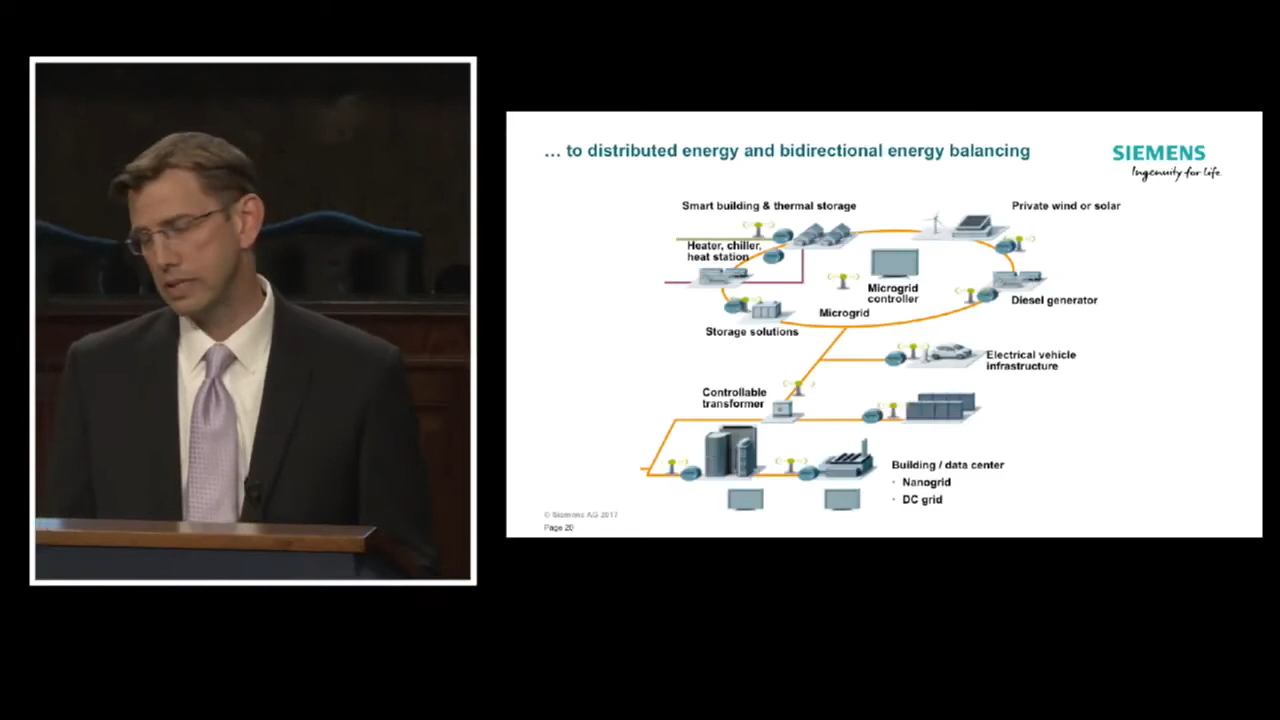 … to distributed energy and bidirectional energy balancing
SIEMENS
Ingenuity for life
Smart building & thermal storage
Private wind or solar
Heater, chiller,
heat station
Microgrid
controller
Diesel generator
Microgrid
Storage solutions
Electrical vehicle
infrastructure
Controllable
transformer
Building / data center
· Nanogrid
· DC grid
© Siemens AG 2017
Page 20